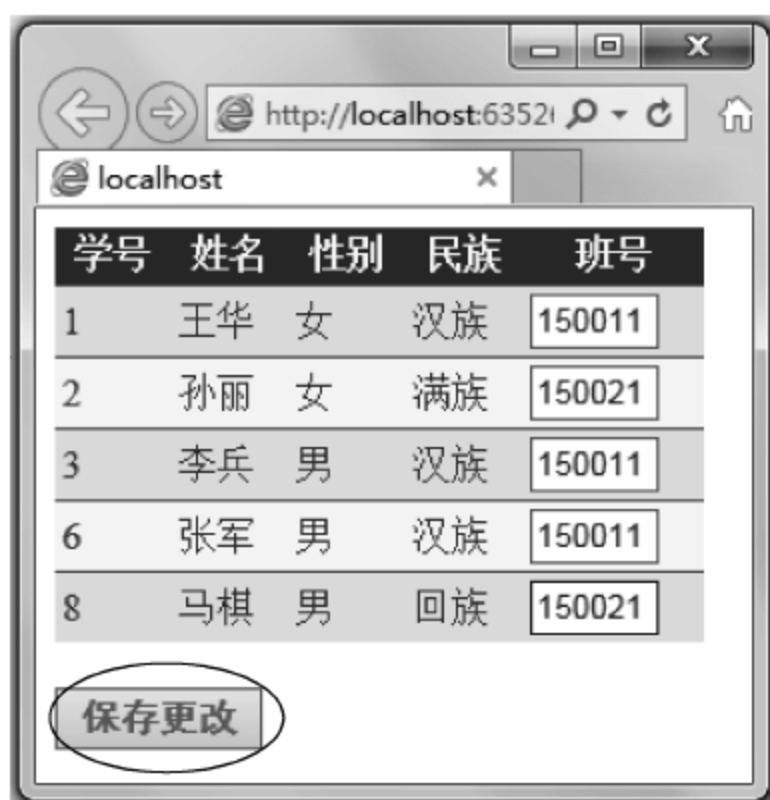 http://localhost:6352
localhost
学号 姓名 性别 民族 班号
1 王华 女 汉族 150011
2 孙丽 女 满族 150021
3 李兵 男 汉族 150011
6 张军 男 汉族 150011
8 马棋 男 回族 150021
保存更改